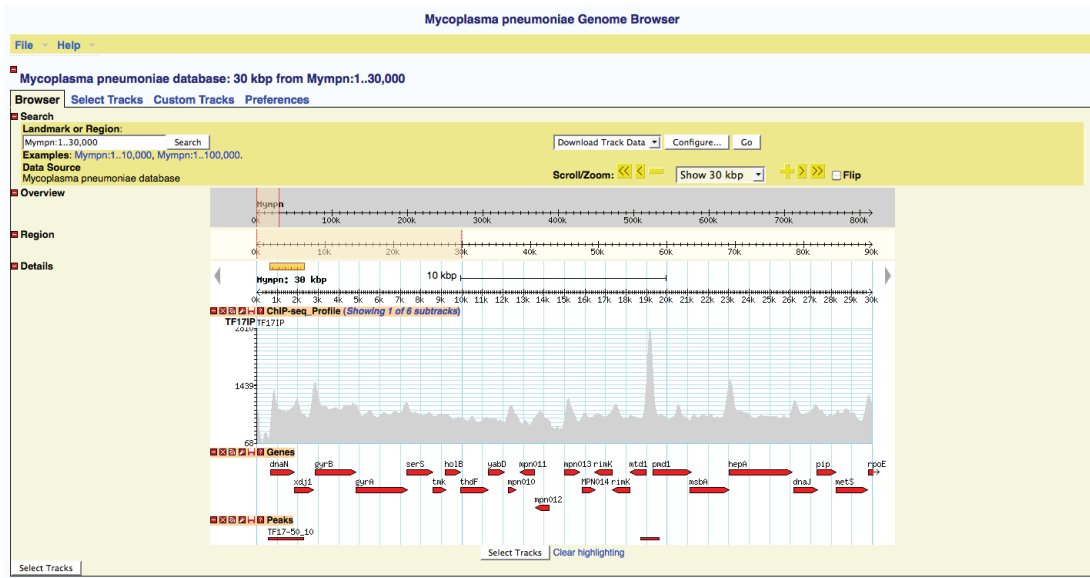 Mycoplasma pneumoniae Genome Browser
File Help
Mycoplasma pneumoniae database: 30 kbp from Mympn:1..30,000
Browser Select Tracks Custom Tracks Preferences
Search
Landmark or Region:
Mympn:1..30,000 Search Download Track Data Configure... Go
Examples: Mympn:1..10,000, Mympn:1..100,000.
Data Source
Mycoplasma pneumoniae database Scroll/Zoom: Show 30 kbp Flip
Overview
Mympn
0k 100k 200k 300k 400k 500k 600k 700k 800k
Region
0k 10k 20k 30k 40k 50k 60k 70k 80k 90k
Details
Mympn: 30 kbp 10 kbp
0k 1k 2k 3k 4k 5k 6k 7k 8k 9k 10k 11k 12k 13k 14k 15k 16k 17k 18k 19k 20k 21k 22k 23k 24k 25k 26k 27k 28k 29k 30k
ChIP-seq_Profile (Showing 1 of 6 subtracks)
TF17IP TF17IP
2810
1439
68
Genes
dnaN gyrB serS holB yabD mpn011 mpn013 rimK mtd1 pmd1 hepA pip rpoE
xdj1 gyrA tmk thdF mpn010 MPN014 rimK msbA dnaJ metS
mpn012
Peaks
TF17-50_10
Select Tracks Clear highlighting
Select Tracks